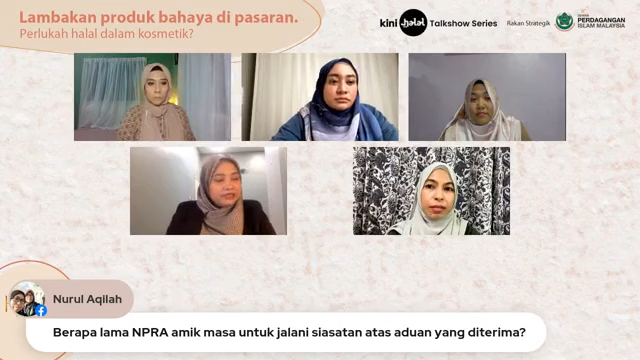 Lambakan produk bahaya di pasaran.
Perlukah halal dalam kosmetik?
kini halal Talkshow Series
Rakan Strategik
DEWAN
PERDAGANGAN
ISLAM MALAYSIA
Nurul Aqilah
Berapa lama NPRA amik masa untuk jalani siasatan atas aduan yang diterima?